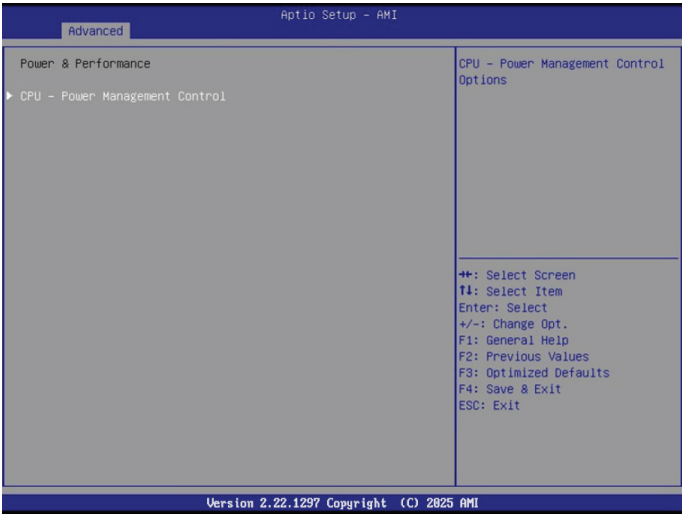 Aptio Setup – AMI
Advanced
Power & Performance
CPU – Power Management Control
CPU – Power Management Control
Options
→←: Select Screen
↑↓: Select Item
Enter: Select
+/-: Change Opt.
F1: General Help
F2: Previous Values
F3: Optimized Defaults
F4: Save & Exit
ESC: Exit
Version 2.22.1297 Copyright (C) 2025 AMI